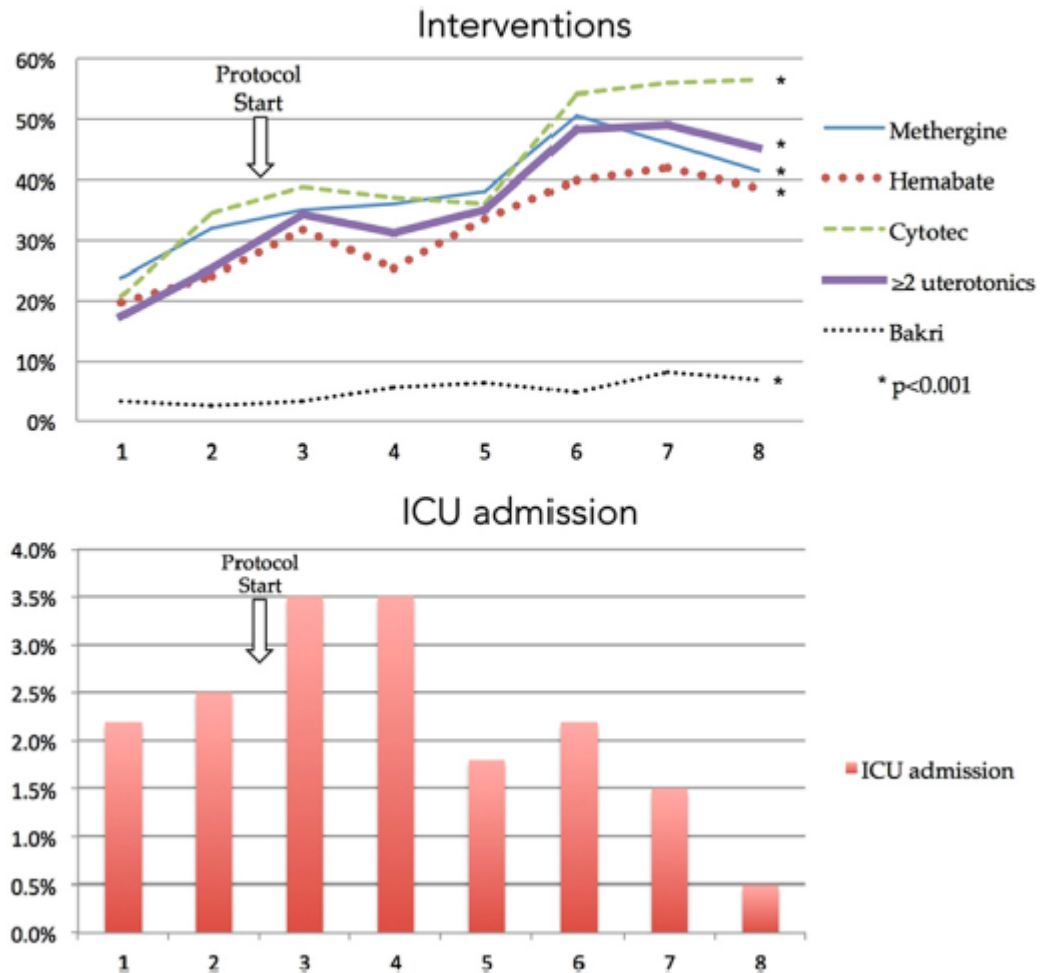 Interventions
60%
50%
40%
30%
20%
10%
0%
Protocol
Start
*
*
*
*
*
1 2 3 4 5 6 7 8
Methergine
Hemabate
Cytotec
≥2 uterotonics
Bakri
* p<0.001
ICU admission
4.0%
3.5%
3.0%
2.5%
2.0%
1.5%
1.0%
0.5%
0.0%
Protocol
Start
1 2 3 4 5 6 7 8
ICU admission